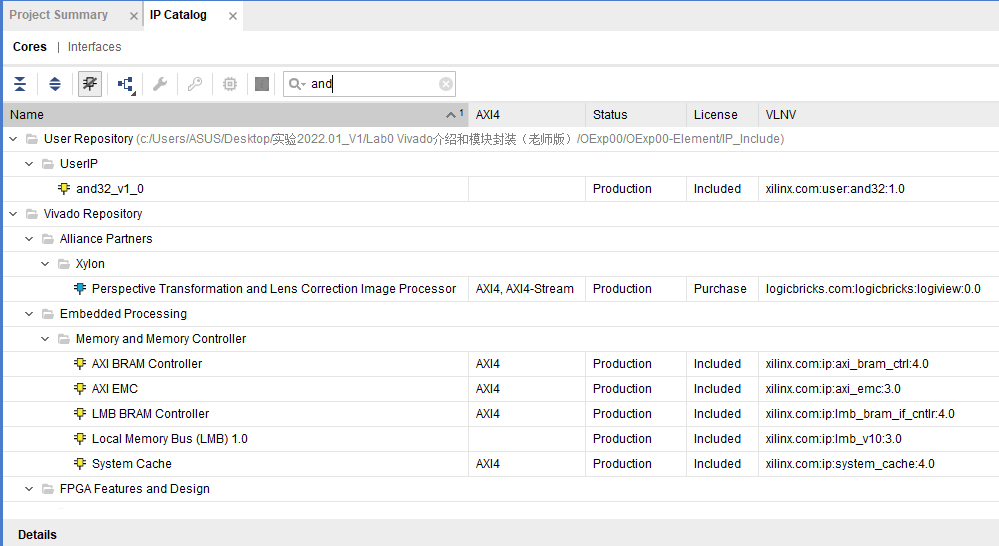 Project Summary × IP Catalog ×
Cores | Interfaces
and
Name 1 AXI4 Status License VLNV
User Repository (c:/Users/ASUS/Desktop/实验2022.01_V1/Lab0 Vivado介绍和模块封装（老师版）/OExp00/OExp00-Element/IP_Include)
UserIP
and32_v1_0 Production Included xilinx.com:user:and32:1.0
Vivado Repository
Alliance Partners
Xylon
Perspective Transformation and Lens Correction Image Processor AXI4, AXI4-Stream Production Purchase logicbricks.com:logicbricks:logiview:0.0
Embedded Processing
Memory and Memory Controller
AXI BRAM Controller AXI4 Production Included xilinx.com:ip:axi_bram_ctrl:4.0
AXI EMC AXI4 Production Included xilinx.com:ip:axi_emc:3.0
LMB BRAM Controller AXI4 Production Included xilinx.com:ip:lmb_bram_if_cntlr:4.0
Local Memory Bus (LMB) 1.0 Production Included xilinx.com:ip:lmb_v10:3.0
System Cache AXI4 Production Included xilinx.com:ip:system_cache:4.0
FPGA Features and Design
Details